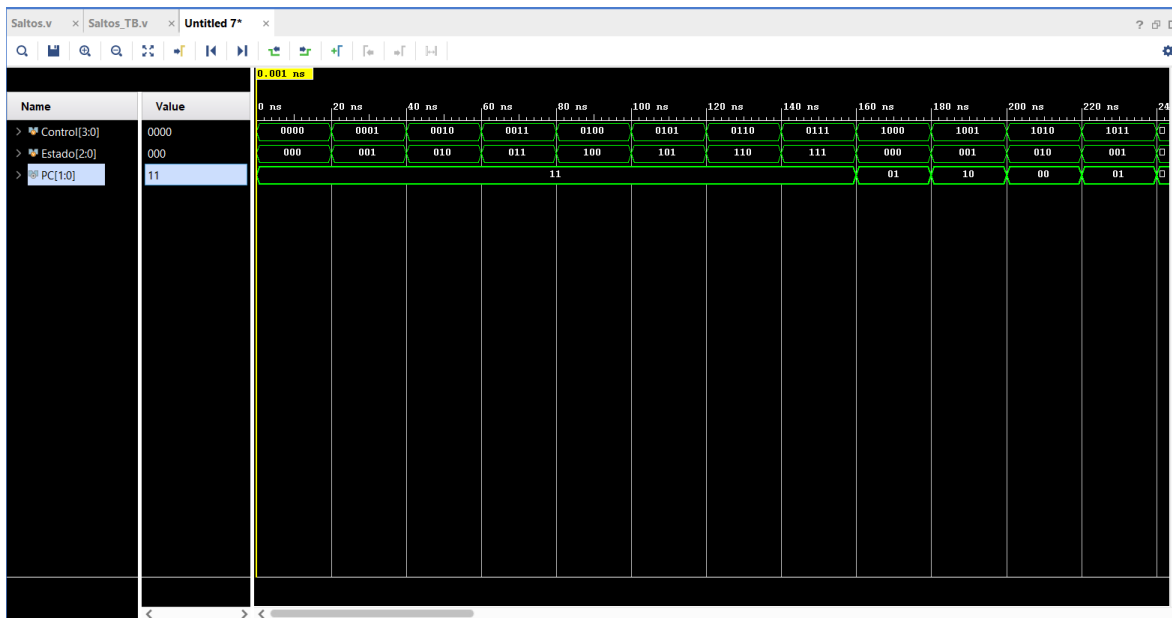 Saltos.v × Saltos_TB.v × Untitled 7* ×
?
0.001 ns
Name Value 0 ns 20 ns 40 ns 60 ns 80 ns 100 ns 120 ns 140 ns 160 ns 180 ns 200 ns 220 ns 24
> Control[3:0] 0000 0000 0001 0010 0011 0100 0101 0110 0111 1000 1001 1010 1011
> Estado[2:0] 000 000 001 010 011 100 101 110 111 000 001 010 001
> PC[1:0] 11 11 01 10 00 01